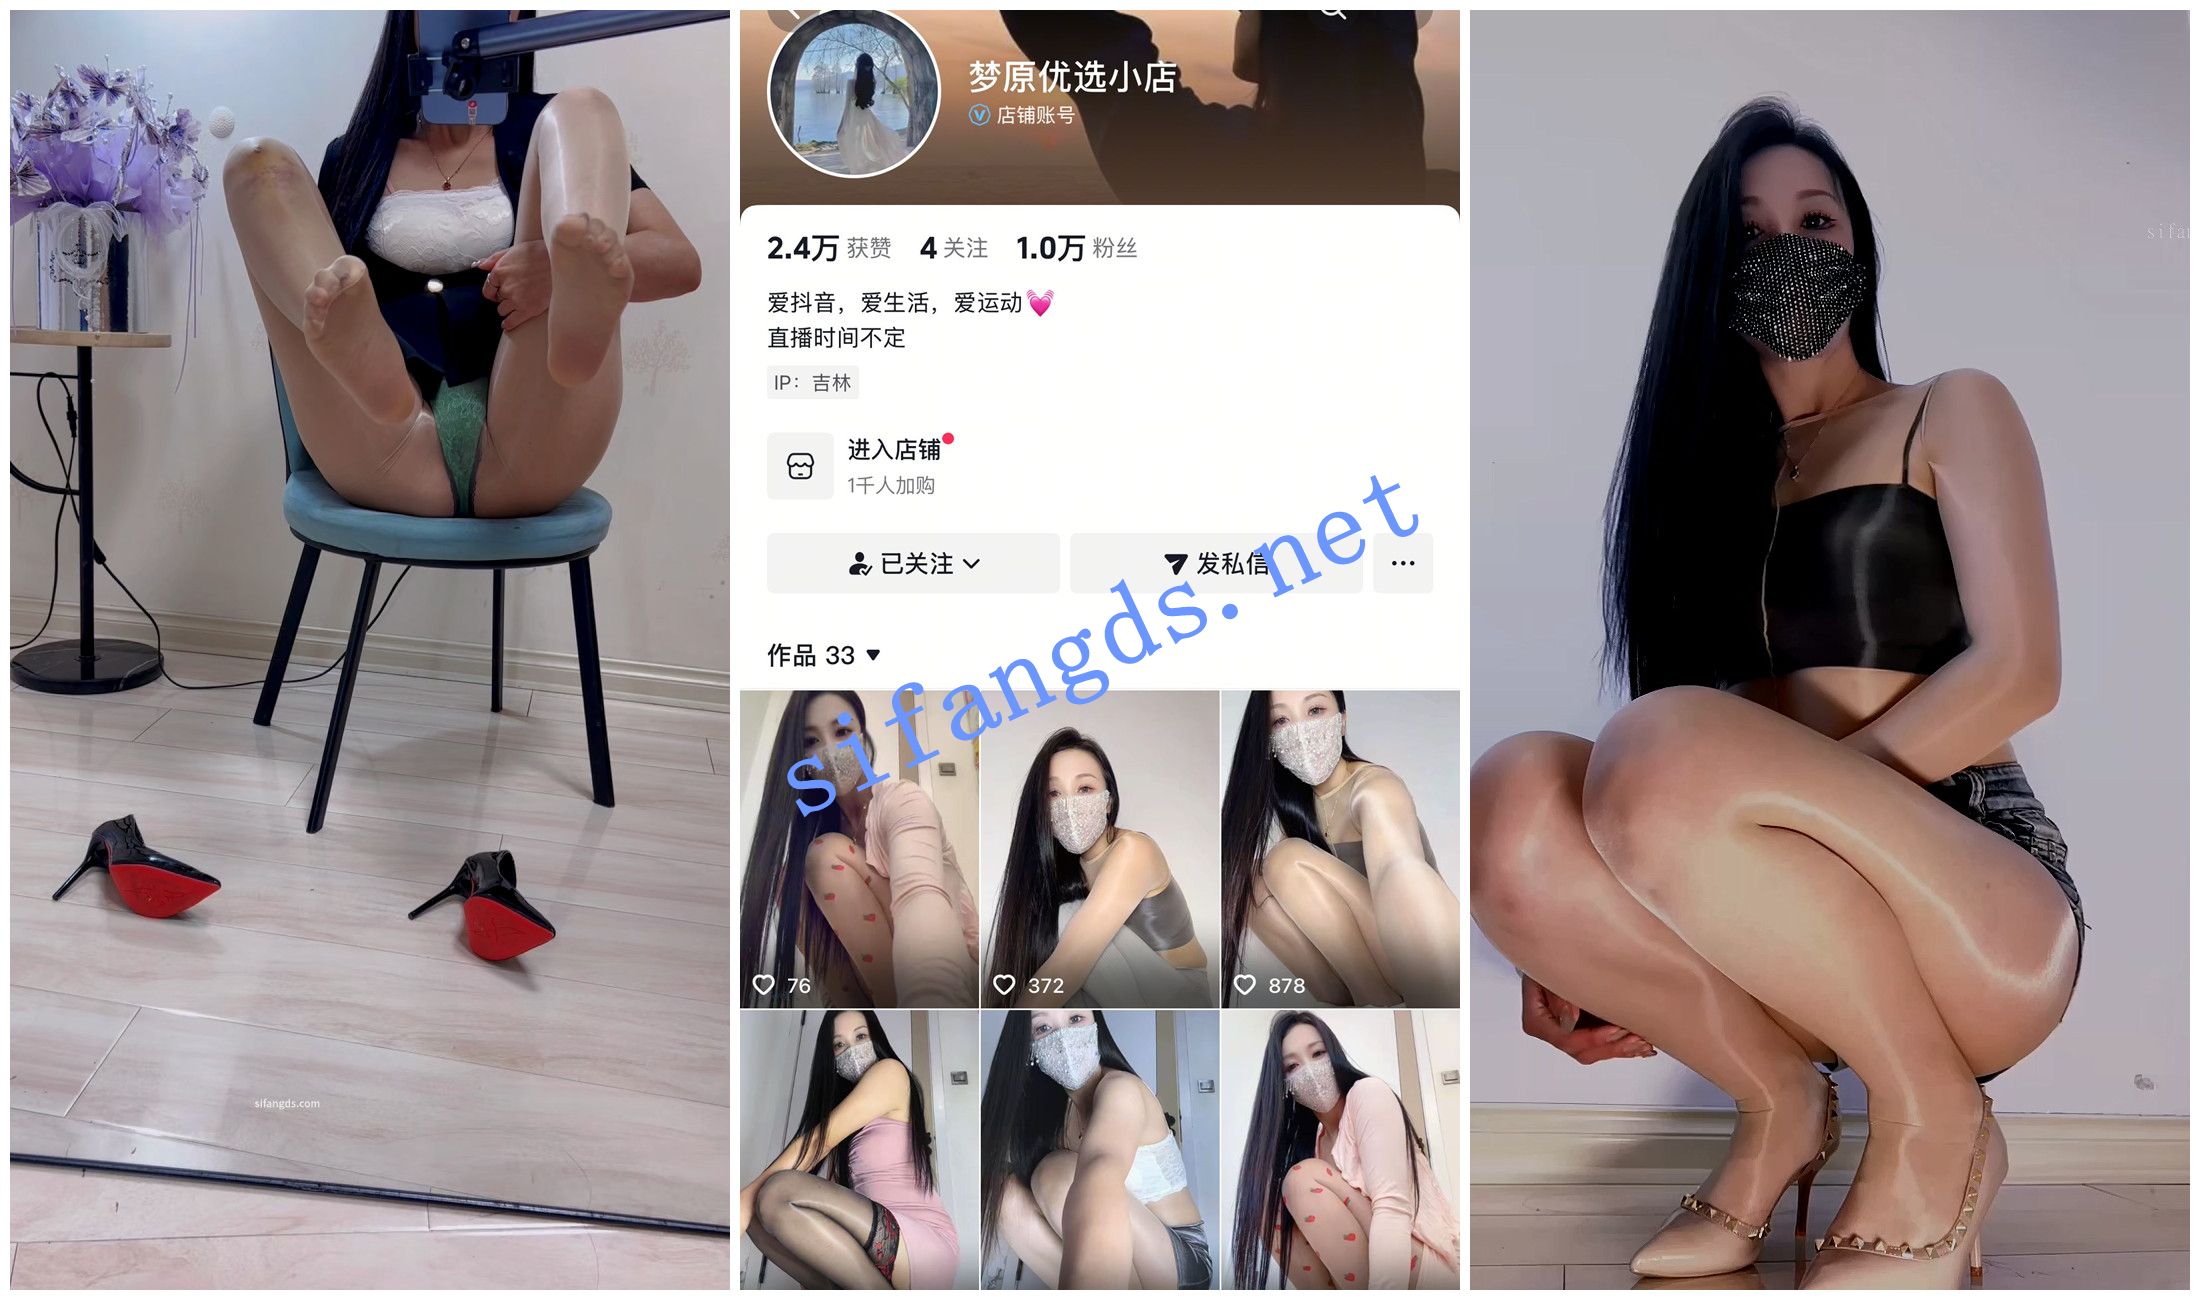 梦原优选小店
店铺账号
2.4万 获赞 4 关注 1.0万 粉丝
爱抖音，爱生活，爱运动
直播时间不定
IP：吉林
进入店铺
1千人加购
已关注
发私信
作品 33
76
372
878
sifangds.net
sifangds.com
sifa